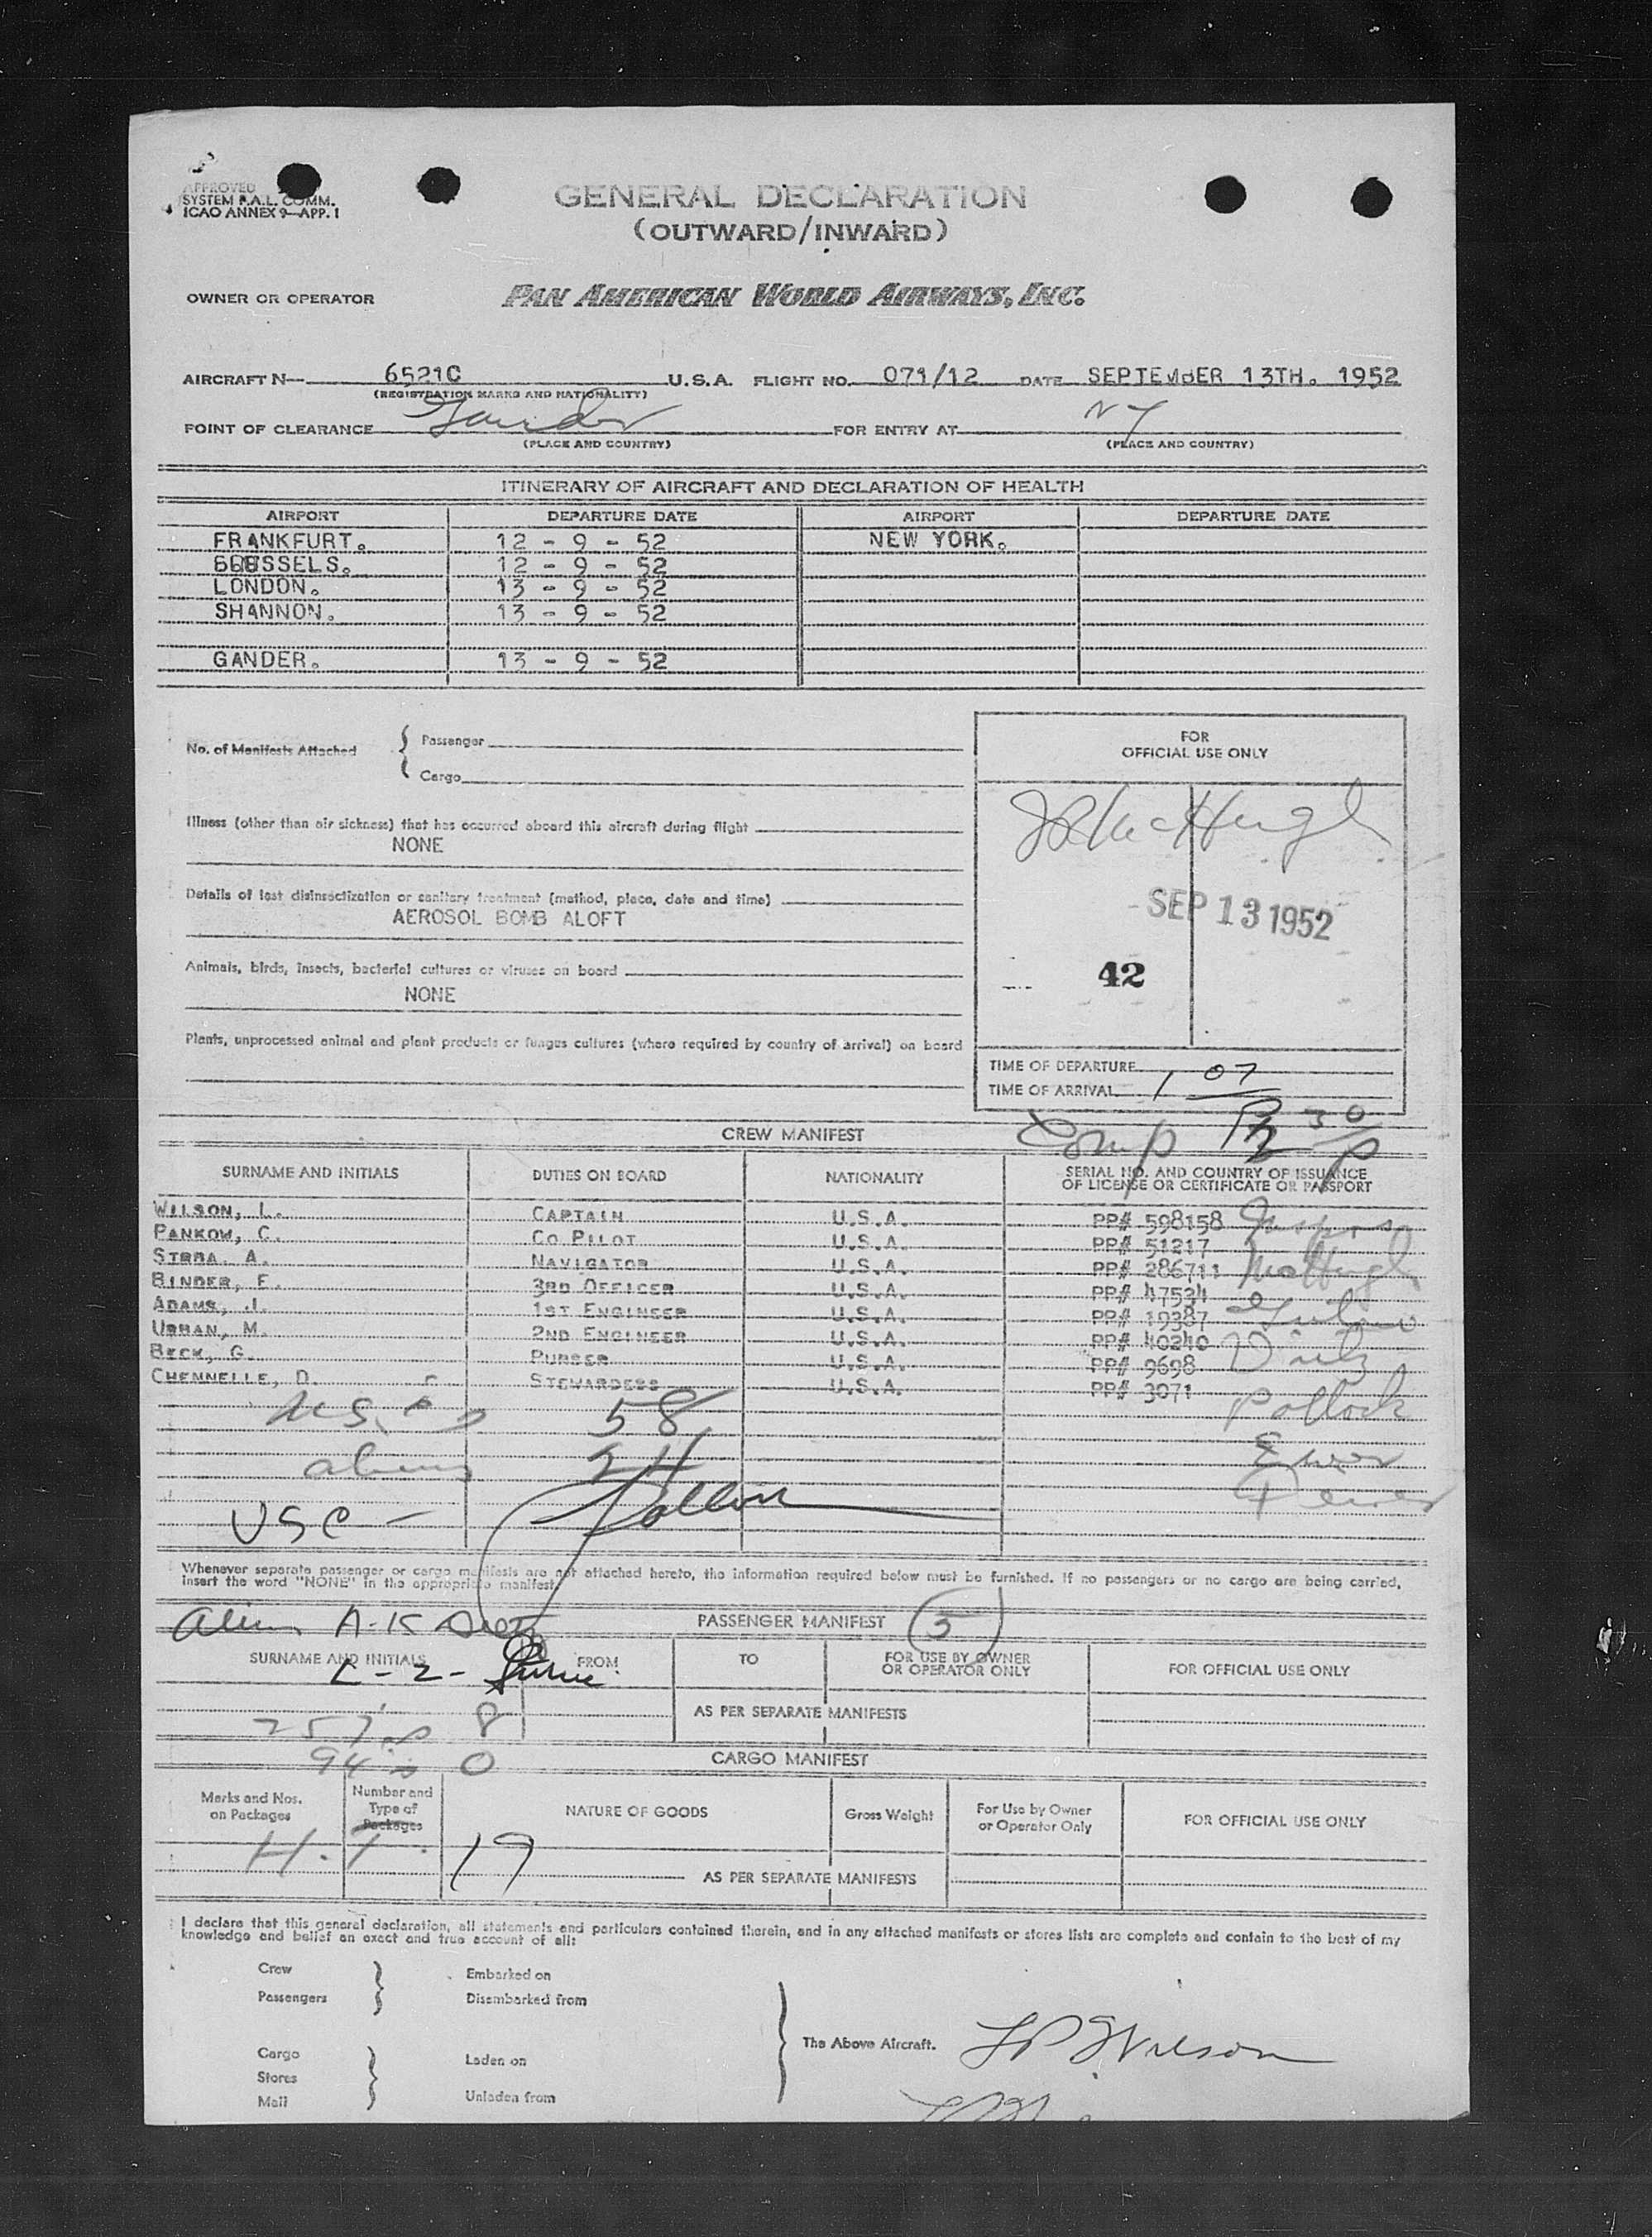 APPROVED
SYSTEM F.A.L. COMM.
ICAO ANNEX 9—APP. 1
GENERAL DECLARATION
(OUTWARD/INWARD)
OWNER OR OPERATOR PAN AMERICAN WORLD AIRWAYS, INC.
AIRCRAFT N— 6521C U.S.A. FLIGHT NO. 071/12 DATE SEPTEMBER 13TH. 1952
(REGISTRATION MARKS AND NATIONALITY)
POINT OF CLEARANCE Gander FOR ENTRY AT NY
(PLACE AND COUNTRY) (PLACE AND COUNTRY)
ITINERARY OF AIRCRAFT AND DECLARATION OF HEALTH
AIRPORT DEPARTURE DATE AIRPORT DEPARTURE DATE
FRANKFURT. 12 - 9 - 52 NEW YORK.
12 - 9 - 52
LONDON. 13 - 9 - 52
SHANNON. 13 - 9 - 52
GANDER. 13 - 9 - 52
No. of Manifests Attached { Passenger
Cargo
FOR
OFFICIAL USE ONLY
Illness (other than air sickness) that has occurred aboard this aircraft during flight
NONE
Details of last disinsectization or sanitary treatment (method, place, date and time)
AEROSOL BOMB ALOFT
SEP 13 1952
Animals, birds, insects, bacterial cultures or viruses on board
NONE
42
Plants, unprocessed animal and plant products or fungus cultures (where required by country of arrival) on board
TIME OF DEPARTURE
TIME OF ARRIVAL 1 07
Comp 30
CREW MANIFEST
SURNAME AND INITIALS DUTIES ON BOARD NATIONALITY SERIAL NO. AND COUNTRY OF ISSUANCE
OF LICENSE OR CERTIFICATE OR PASSPORT
WILSON, L. CAPTAIN U.S.A. PP# 598158
PANKOW, C. CO PILOT U.S.A. PP# 51217
STRBA. A. NAVIGATOR U.S.A. PP# 286711 McHugh
BINDER, F. 3RD OFFICER U.S.A. PP# 47534
ADAMS, J. 1ST ENGINEER U.S.A. PP# 19387
URBAN, M. 2ND ENGINEER U.S.A. PP# 40240
BECK, G. PURSER U.S.A. PP# 9698
CHENNELLE, D. STEWARDESS U.S.A. PP# 3071
Pollock
58
aliens 24
USC -
Whenever separate passenger or cargo manifests are not attached hereto, the information required below must be furnished. If no passengers or no cargo are being carried,
insert the word "NONE" in the appropriate manifest.
A-K
PASSENGER MANIFEST (5)
SURNAME AND INITIALS FROM TO FOR USE BY OWNER
OR OPERATOR ONLY FOR OFFICIAL USE ONLY
L-Z-
AS PER SEPARATE MANIFESTS
257 8
94 0
CARGO MANIFEST
Marks and Nos.
on Packages
Number and
Type of
Packages
NATURE OF GOODS Gross Weight For Use by Owner
or Operator Only FOR OFFICIAL USE ONLY
H.T. 19
AS PER SEPARATE MANIFESTS
I declare that this general declaration, all statements and particulars contained therein, and in any attached manifests or stores lists are complete and contain to the best of my
knowledge and belief an exact and true account of all:
Crew Embarked on
Passengers Disembarked from
The Above Aircraft. LP Wilson
Cargo Laden on
Stores
Mail Unladen from